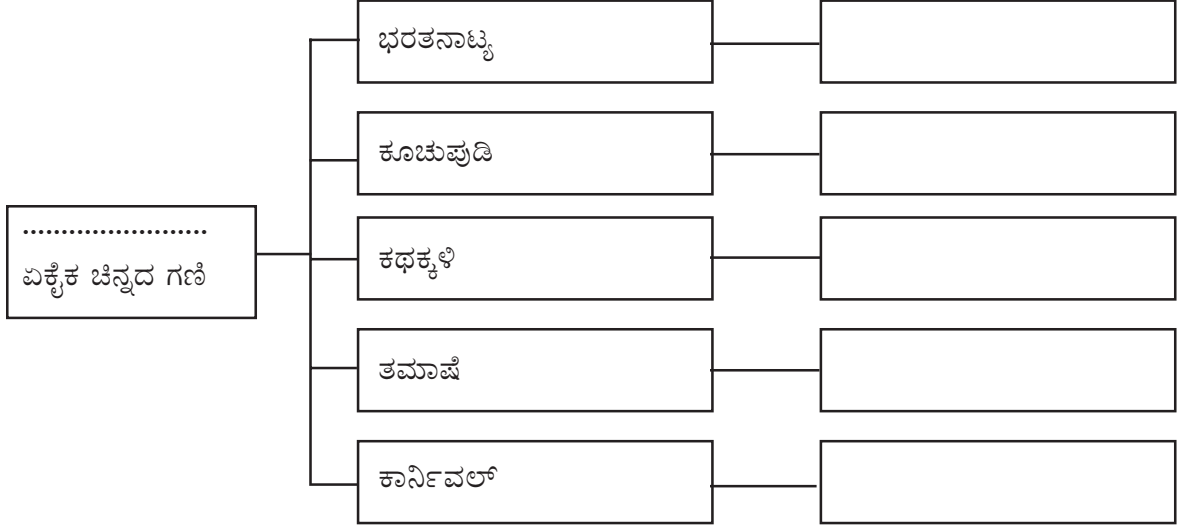 ಭರತನಾಟ್ಯ
ಕೂಚುಪುಡಿ
........................
ಏಕೈಕ ಚಿನ್ನದ ಗಣಿ
ಕಥಕ್ಕಳಿ
ತಮಾಷೆ
ಕಾರ್ನಿವಲ್